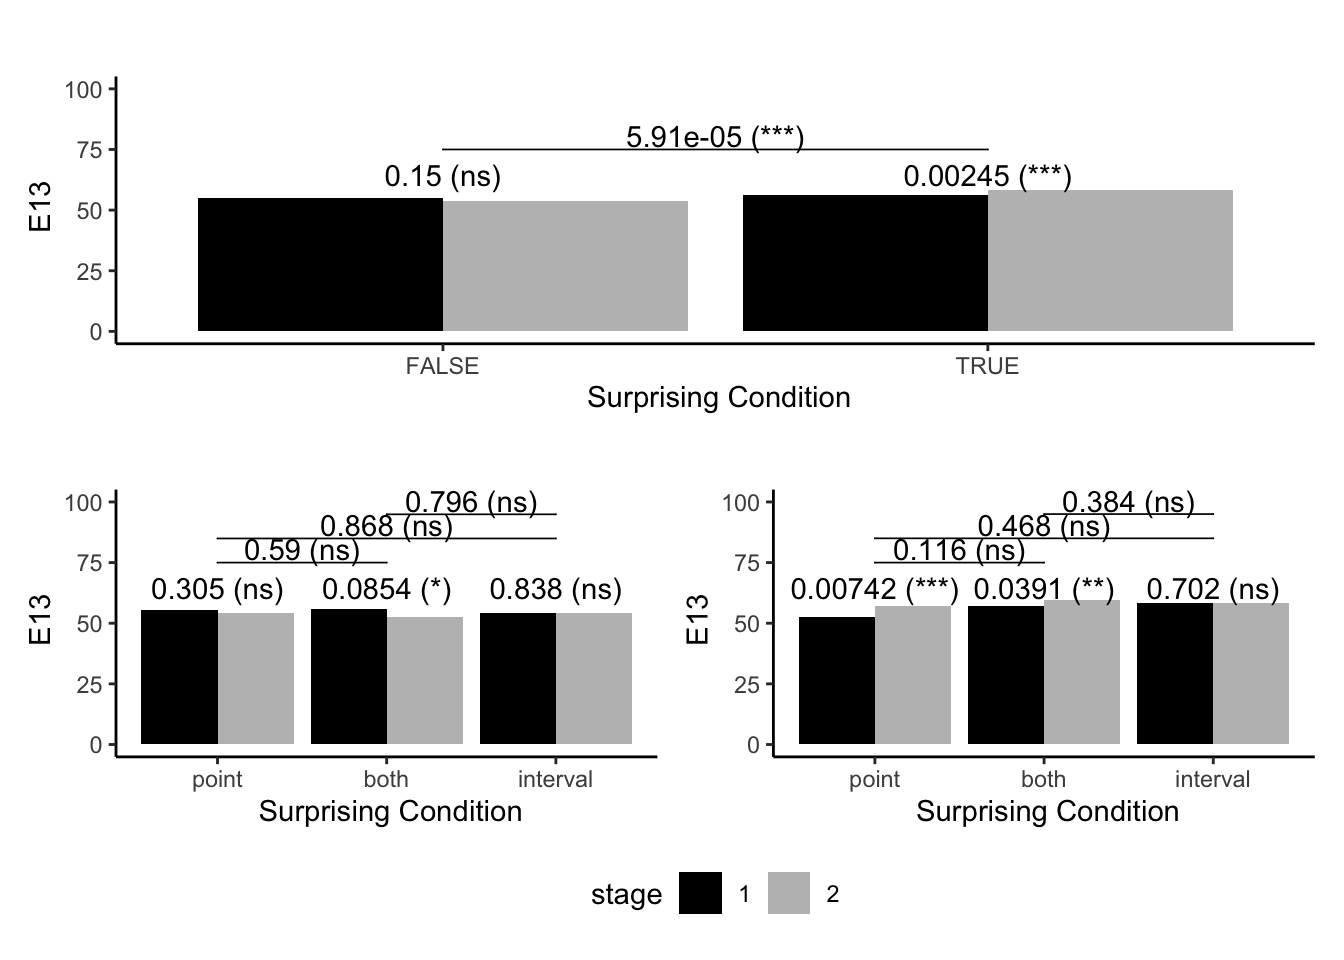 100
5.91e-05 (***)
75
0.15 (ns)
0.00245 (***)
50
25
0
E13
FALSE
TRUE
Surprising Condition
100
0.796 (ns)
0.868 (ns)
75
0.59 (ns)
0.305 (ns)
0.0854 (*)
0.838 (ns)
50
25
0
E13
point
both
interval
Surprising Condition
100
0.384 (ns)
0.468 (ns)
75
0.116 (ns)
0.00742 (***)
0.0391 (**)
0.702 (ns)
50
25
0
E13
point
both
interval
Surprising Condition
stage 1 2